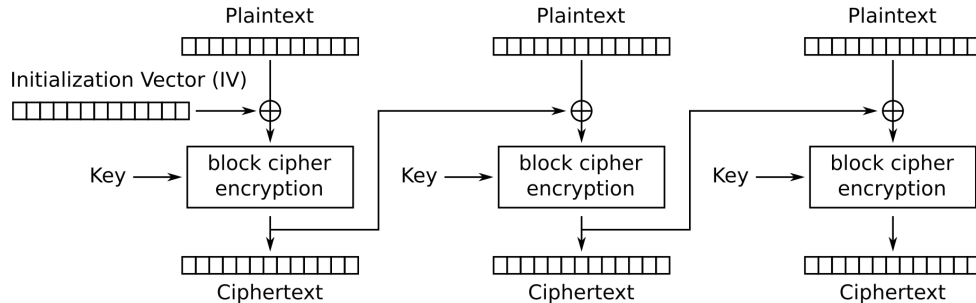 Plaintext
Plaintext
Plaintext
Initialization Vector (IV)
Key
block cipher
encryption
Key
block cipher
encryption
Key
block cipher
encryption
Ciphertext
Ciphertext
Ciphertext